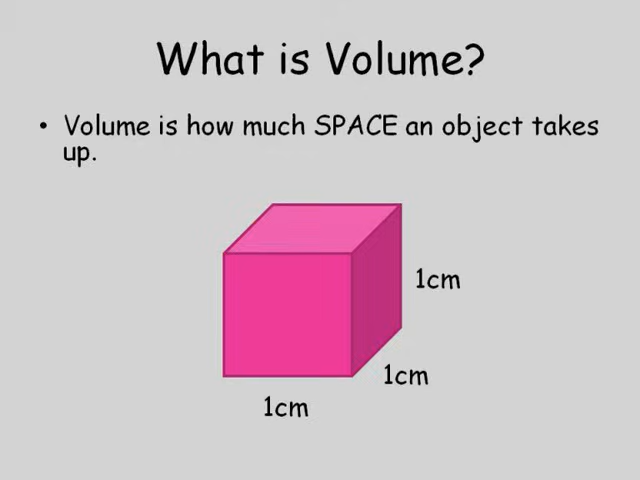 What is Volume?
• Volume is how much SPACE an object takes
up.
1cm
1cm
1cm